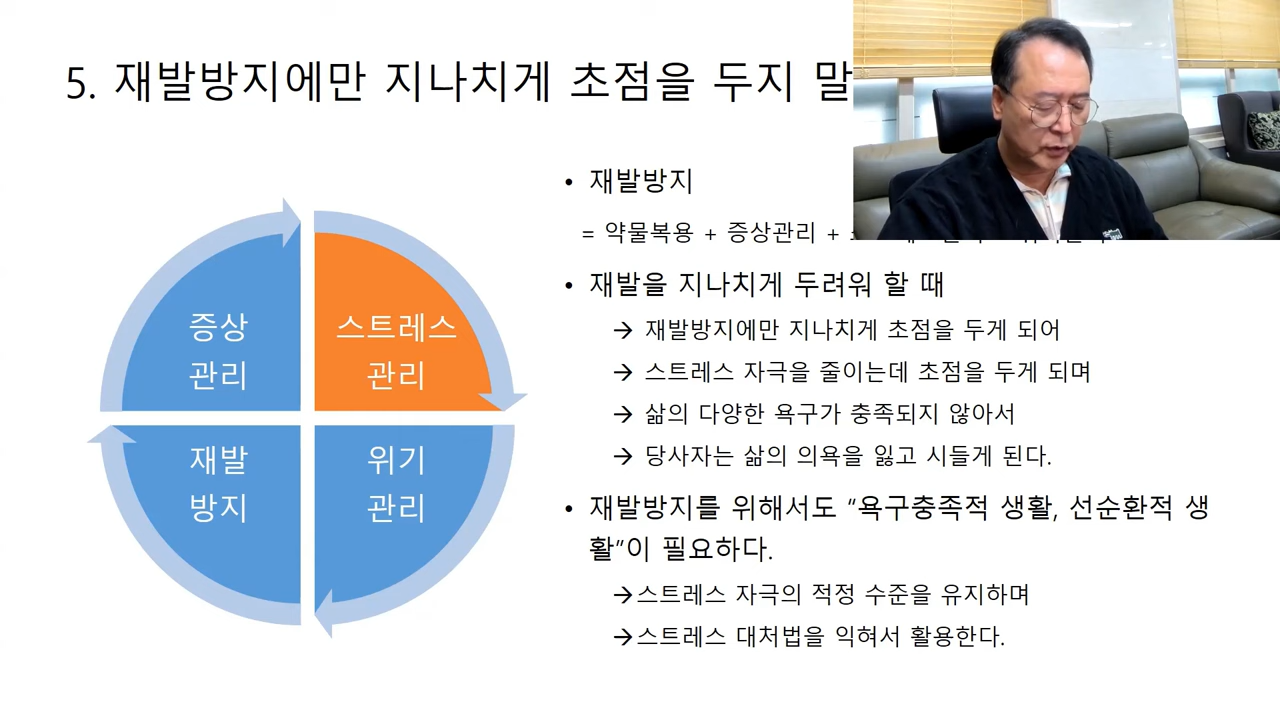 5. 재발방지에만 지나치게 초점을 두지 말
증상
관리
스트레스
관리
재발
방지
위기
관리
• 재발방지
= 약물복용 + 증상관리 +
• 재발을 지나치게 두려워 할 때
→ 재발방지에만 지나치게 초점을 두게 되어
→ 스트레스 자극을 줄이는데 초점을 두게 되며
→ 삶의 다양한 욕구가 충족되지 않아서
→ 당사자는 삶의 의욕을 잃고 시들게 된다.
• 재발방지를 위해서도 “욕구충족적 생활, 선순환적 생
활”이 필요하다.
→스트레스 자극의 적정 수준을 유지하며
→스트레스 대처법을 익혀서 활용한다.